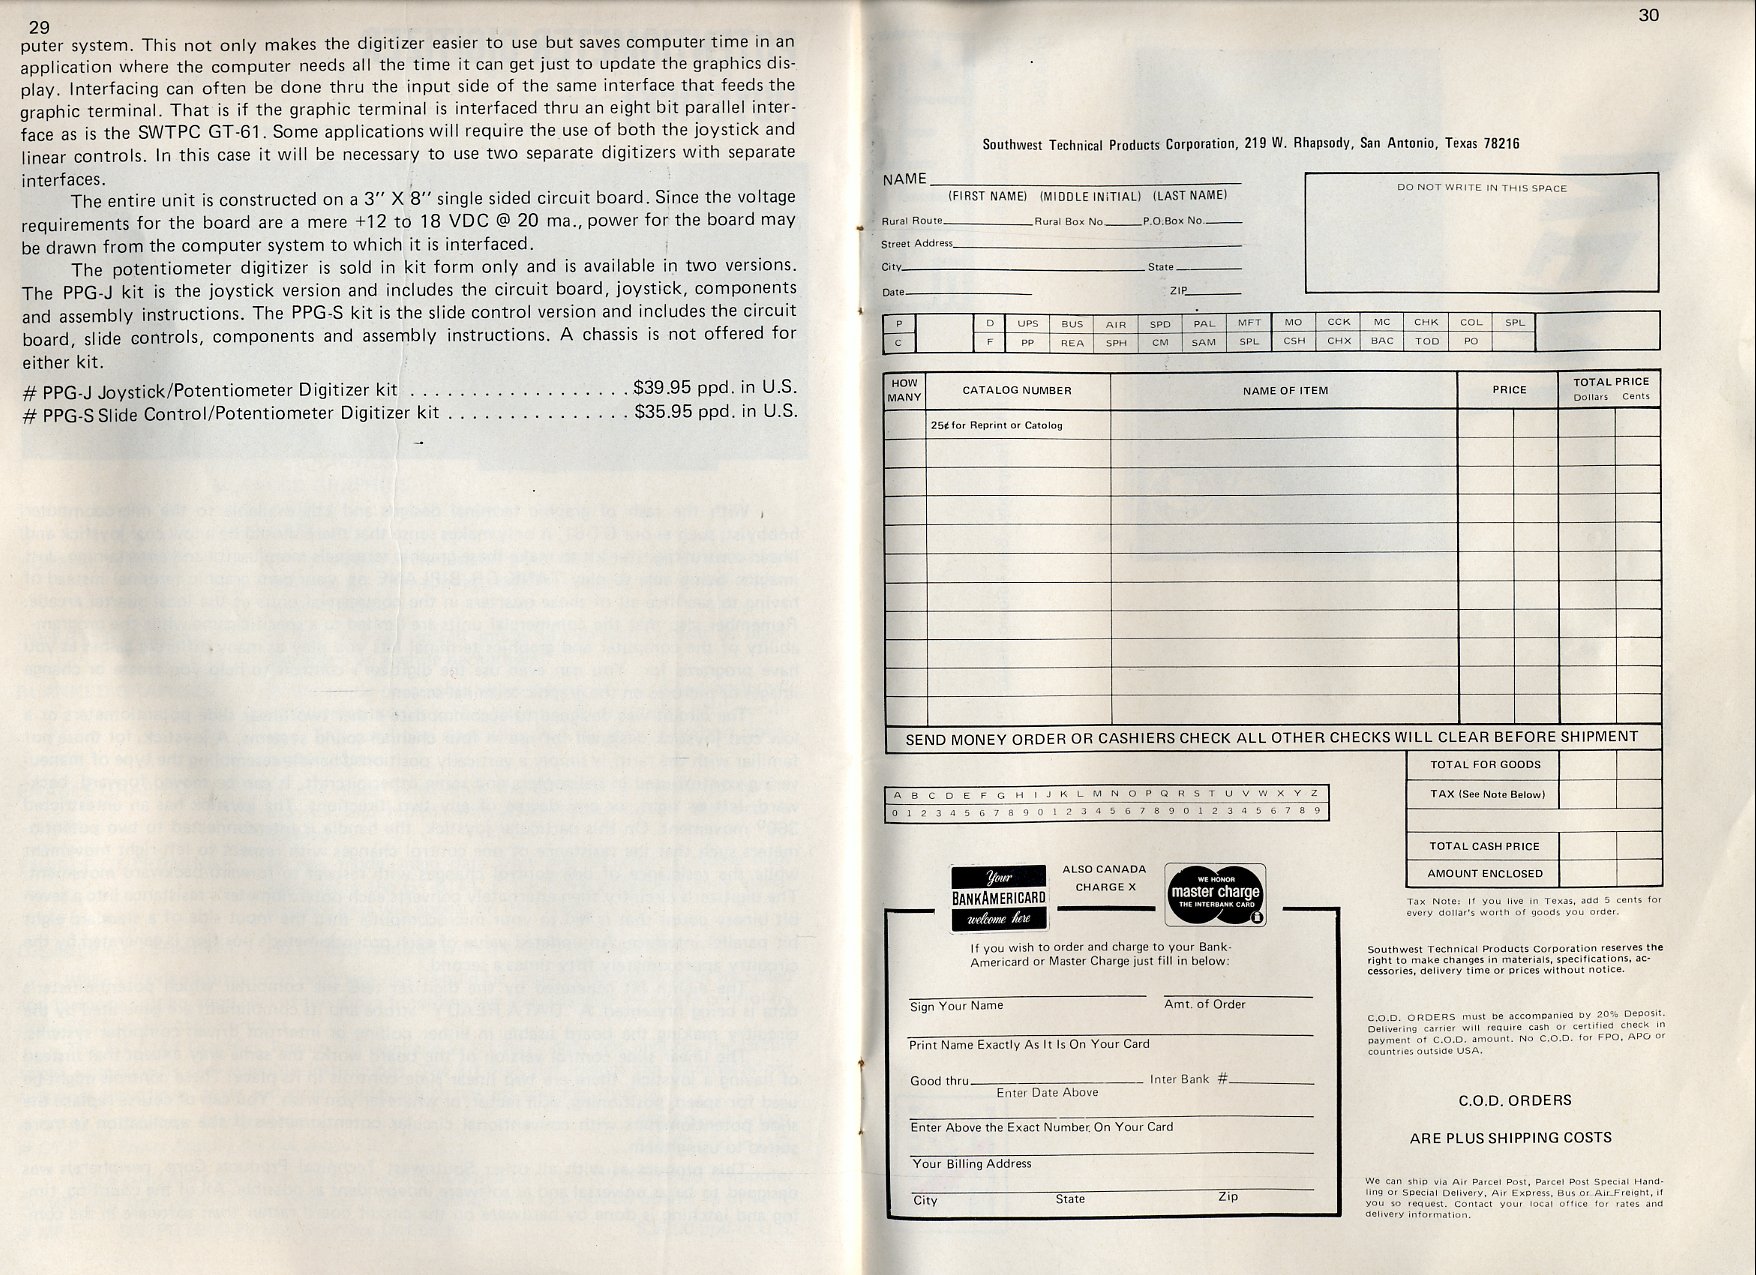 29
puter system. This not only makes the digitizer easier to use but saves computer time in an
application where the computer needs all the time it can get just to update the graphics dis-
play. Interfacing can often be done thru the input side of the same interface that feeds the
graphic terminal. That is if the graphic terminal is interfaced thru an eight bit parallel inter-
face as is the SWTPC GT-61. Some applications will require the use of both the joystick and
linear controls. In this case it will be necessary to use two separate digitizers with separate
interfaces.
The entire unit is constructed on a 3'' X 8'' single sided circuit board. Since the voltage
requirements for the board are a mere +12 to 18 VDC @ 20 ma., power for the board may
be drawn from the computer system to which it is interfaced.
The potentiometer digitizer is sold in kit form only and is available in two versions.
The PPG-J kit is the joystick version and includes the circuit board, joystick, components
and assembly instructions. The PPG-S kit is the slide control version and includes the circuit
board, slide controls, components and assembly instructions. A chassis is not offered for
either kit.
# PPG-J Joystick/Potentiometer Digitizer kit . . . . . . . . . . . . . . . . . . . $39.95 ppd. in U.S.
# PPG-S Slide Control/Potentiometer Digitizer kit . . . . . . . . . . . . . . . . $35.95 ppd. in U.S.
30
Southwest Technical Products Corporation, 219 W. Rhapsody, San Antonio, Texas 78216
NAME
(FIRST NAME) (MIDDLE INITIAL) (LAST NAME)
Rural Route Rural Box No. P.O.Box No.
Street Address
City State
Date ZIP
DO NOT WRITE IN THIS SPACE
P D UPS BUS AIR SPD PAL MFT MO CCK MC CHK COL SPL
C F PP REA SPH CM SAM SPL CSH CHX BAC TOD PO
HOW MANY CATALOG NUMBER NAME OF ITEM PRICE TOTAL PRICE
Dollars Cents
25¢ for Reprint or Catolog
SEND MONEY ORDER OR CASHIERS CHECK ALL OTHER CHECKS WILL CLEAR BEFORE SHIPMENT
TOTAL FOR GOODS
TAX (See Note Below)
TOTAL CASH PRICE
AMOUNT ENCLOSED
A B C D E F G H I J K L M N O P Q R S T U V W X Y Z
0 1 2 3 4 5 6 7 8 9 0 1 2 3 4 5 6 7 8 9 0 1 2 3 4 5 6 7 8 9
Your
BANKAMERICARD
welcome here
ALSO CANADA
CHARGE X
WE HONOR
master charge
THE INTERBANK CARD
If you wish to order and charge to your Bank-
Americard or Master Charge just fill in below:
Sign Your Name Amt. of Order
Print Name Exactly As It Is On Your Card
Good thru Inter Bank #
Enter Date Above
Enter Above the Exact Number On Your Card
Your Billing Address
City State Zip
Tax Note: If you live in Texas, add 5 cents for
every dollar's worth of goods you order.
Southwest Technical Products Corporation reserves the
right to make changes in materials, specifications, ac-
cessories, delivery time or prices without notice.
C.O.D. ORDERS must be accompanied by 20% Deposit.
Delivering carrier will require cash or certified check in
payment of C.O.D. amount. No C.O.D. for FPO, APO or
countries outside USA.
C.O.D. ORDERS
ARE PLUS SHIPPING COSTS
We can ship via Air Parcel Post, Parcel Post Special Hand-
ling or Special Delivery, Air Express, Bus or Air Freight, if
you so request. Contact your local office for rates and
delivery information.